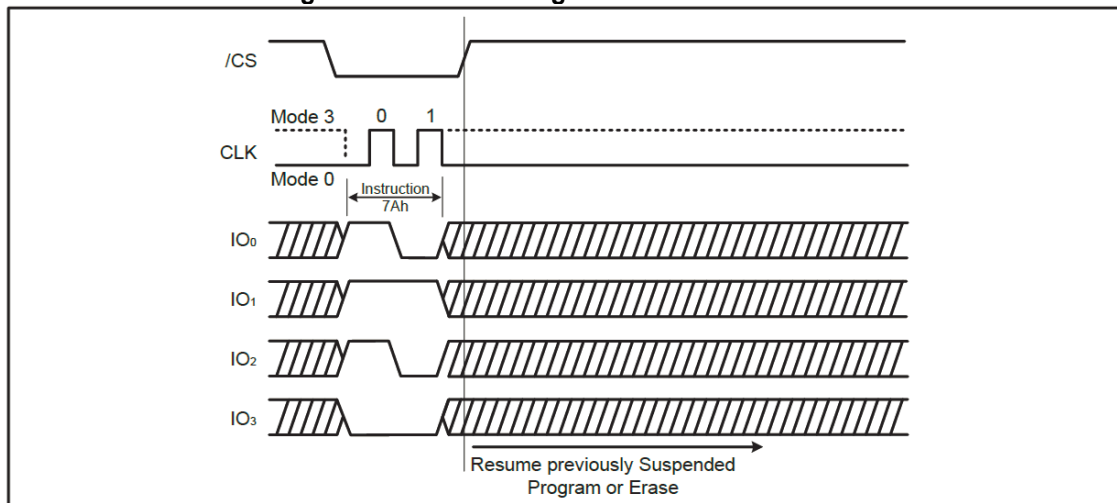 /CS
Mode 3 0 1
CLK
Mode 0
Instruction
7Ah
IO0
IO1
IO2
IO3
Resume previously Suspended
Program or Erase